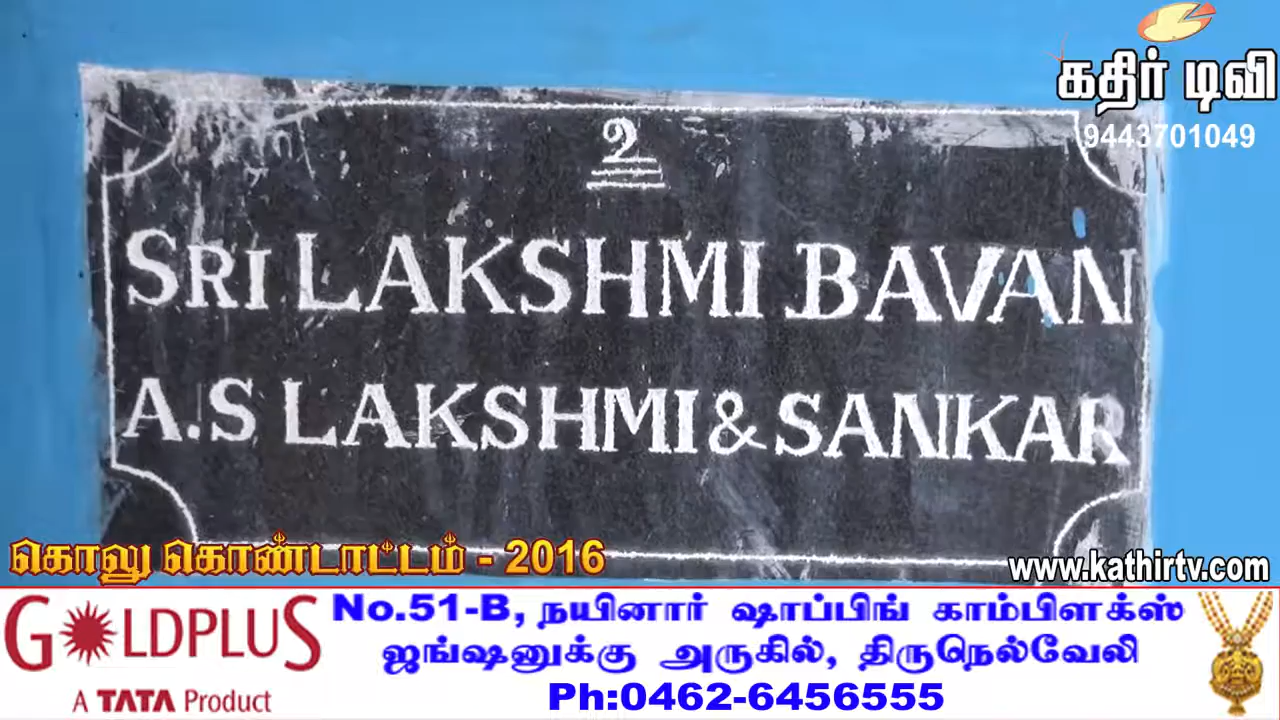 கதிர் டிவி
9443701049
உ
SRI LAKSHMI BAVAN
A.S LAKSHMI & SANKAR
கொலு கொண்டாட்டம் - 2016
www.kathirtv.com
GOLDPLUS
A TATA Product
No.51-B, நயினார் ஷாப்பிங் காம்பிளக்ஸ்
ஜங்ஷனுக்கு அருகில், திருநெல்வேலி
Ph:0462-6456555